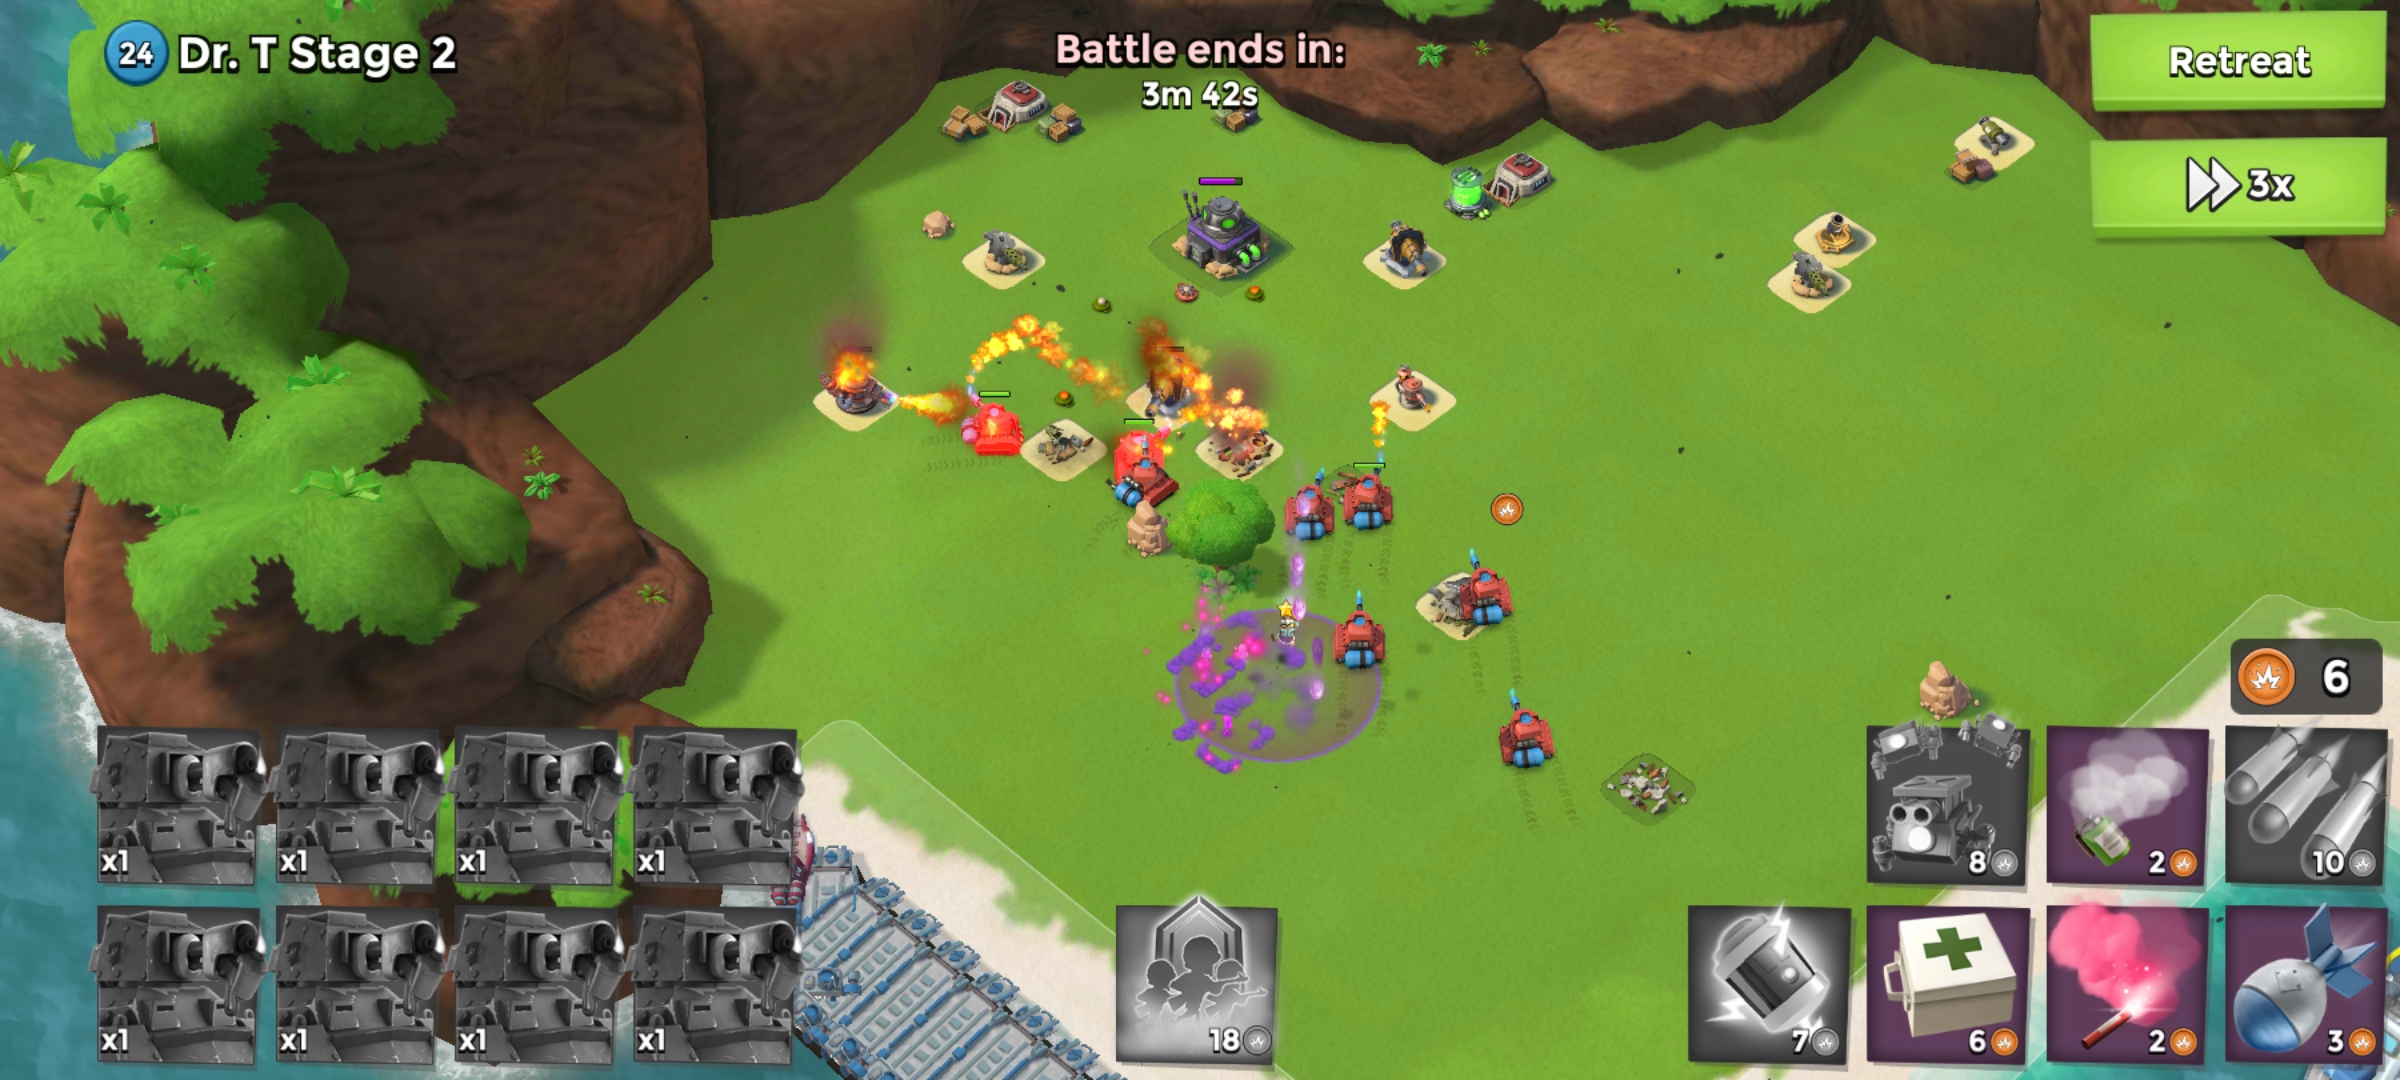 24 Dr. T Stage 2
Battle ends in:
3m 42s
Retreat
3x
6
x1 x1 x1 x1
8 2 10
x1 x1 x1 x1
18 7 6 2 3